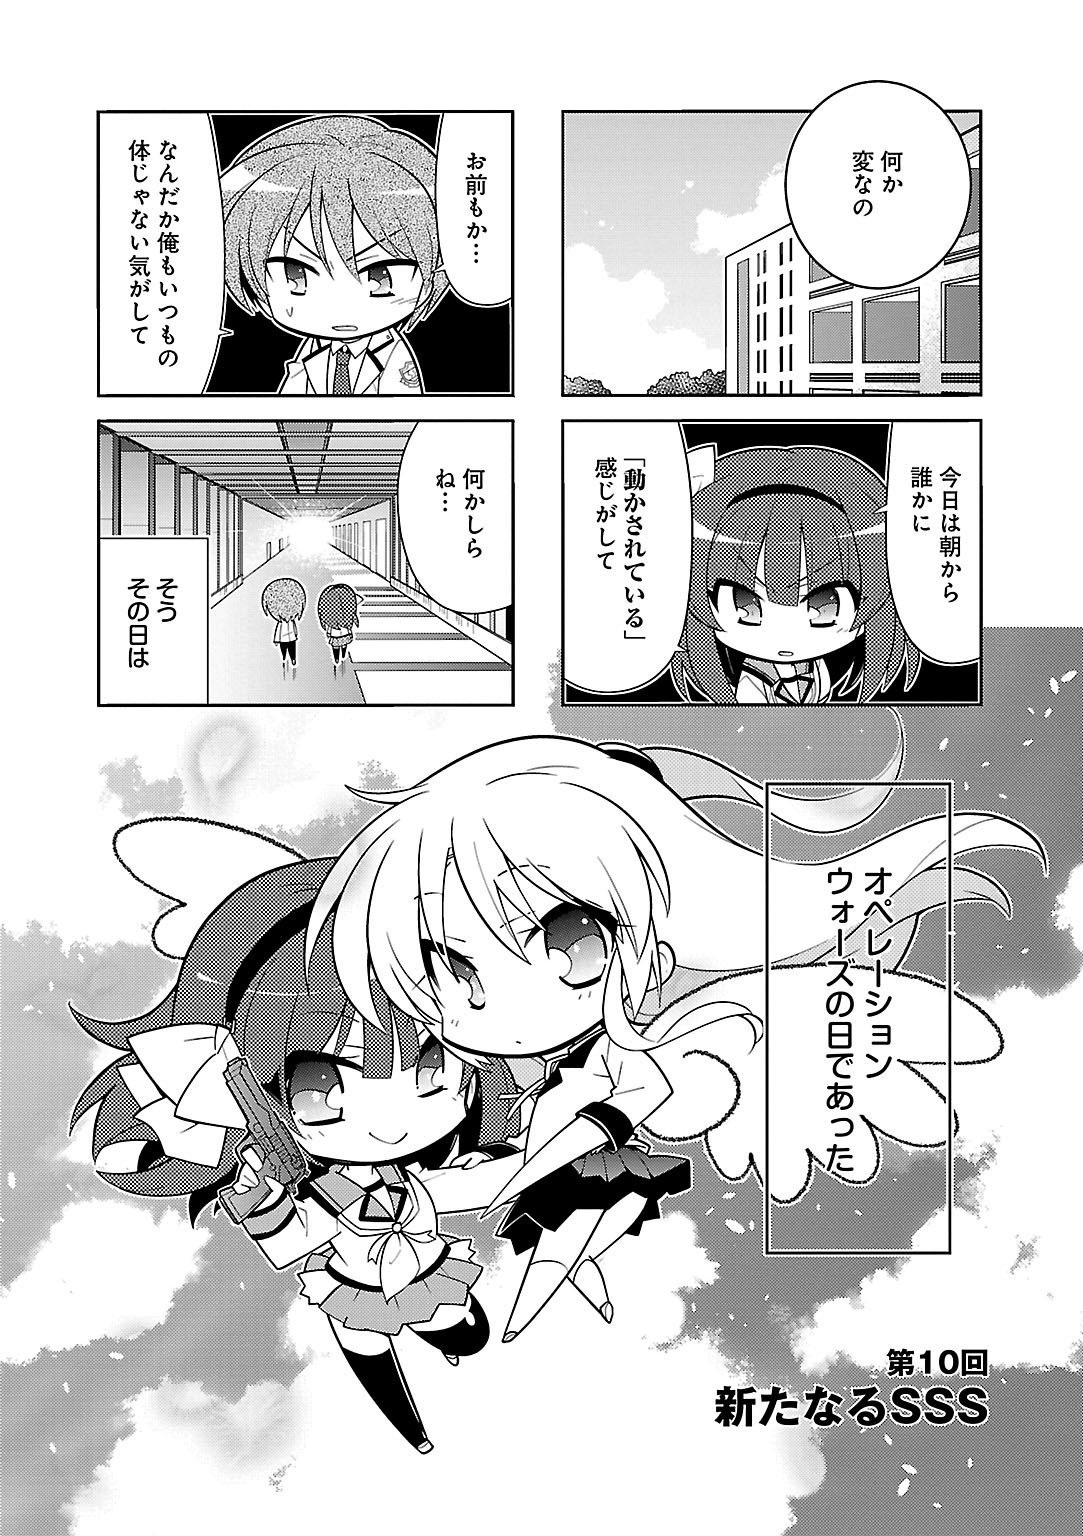 何か
変なの
今日は朝から
誰かに
「動かされている」
感じがして
お前もか…
なんだか俺もいつもの
体じゃない気がして
何かしら
ね…
そう
その日は
オペレーション
ウォーズの日であった
第10回
新たなるSSS